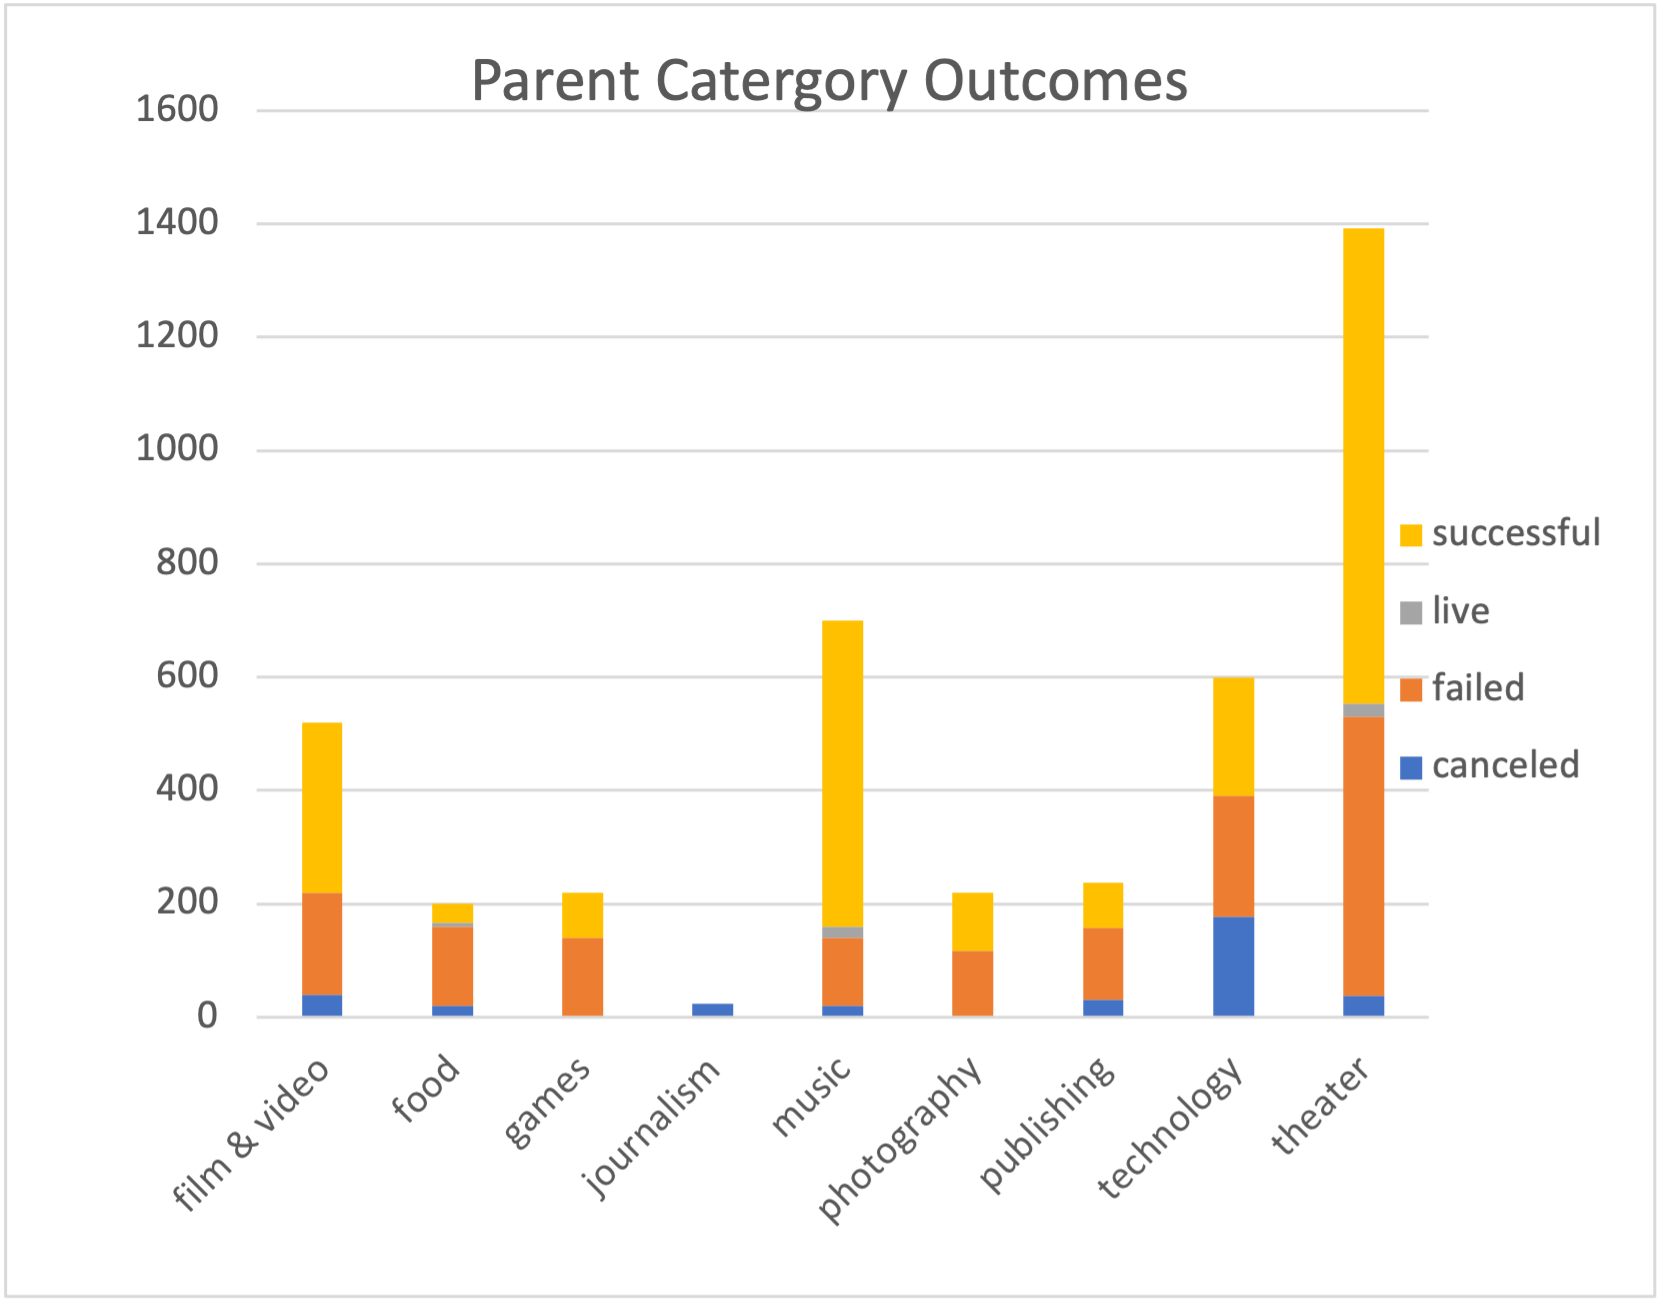 Parent Catergory Outcomes
1600
1400
1200
1000
800
600
400
200
0
successful
live
failed
canceled
film & video
food
games
journalism
music
photography
publishing
technology
theater